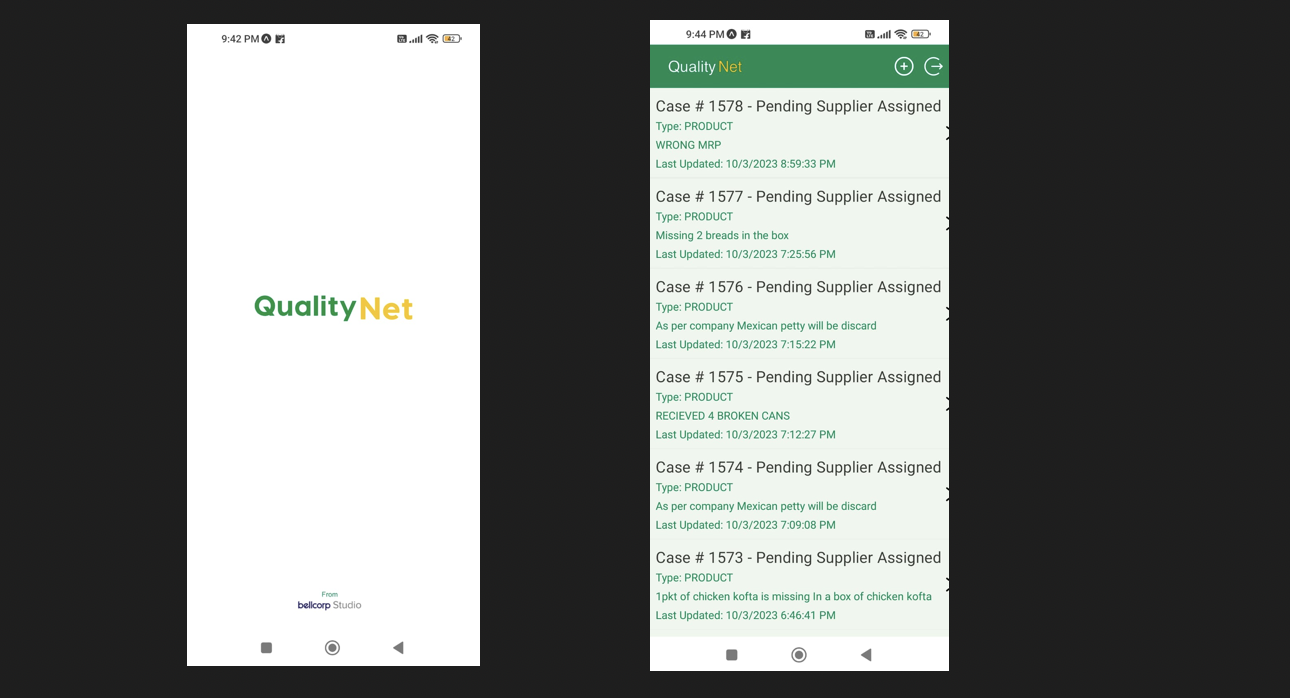 9:42 PM
42
Quality Net
From
bellcorp Studio
9:44 PM
42
Quality Net
Case # 1578 - Pending Supplier Assigned
Type: PRODUCT
WRONG MRP
Last Updated: 10/3/2023 8:59:33 PM
Case # 1577 - Pending Supplier Assigned
Type: PRODUCT
Missing 2 breads in the box
Last Updated: 10/3/2023 7:25:56 PM
Case # 1576 - Pending Supplier Assigned
Type: PRODUCT
As per company Mexican petty will be discard
Last Updated: 10/3/2023 7:15:22 PM
Case # 1575 - Pending Supplier Assigned
Type: PRODUCT
RECIEVED 4 BROKEN CANS
Last Updated: 10/3/2023 7:12:27 PM
Case # 1574 - Pending Supplier Assigned
Type: PRODUCT
As per company Mexican petty will be discard
Last Updated: 10/3/2023 7:09:08 PM
Case # 1573 - Pending Supplier Assigned
Type: PRODUCT
1pkt of chicken kofta is missing In a box of chicken kofta
Last Updated: 10/3/2023 6:46:41 PM